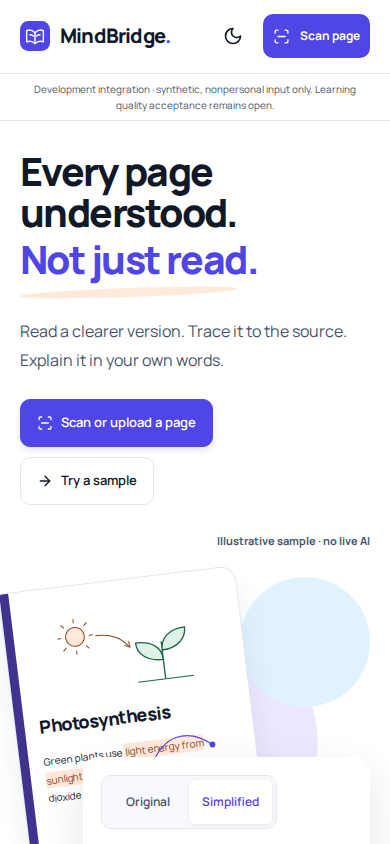 MindBridge.
Scan page
Development integration · synthetic, nonpersonal input only. Learning
quality acceptance remains open.
Every page
understood.
Not just read.
Read a clearer version. Trace it to the source.
Explain it in your own words.
Scan or upload a page
Try a sample
Illustrative sample · no live AI
Photosynthesis
Green plants use light energy from
sunlight
dioxide
Original
Simplified